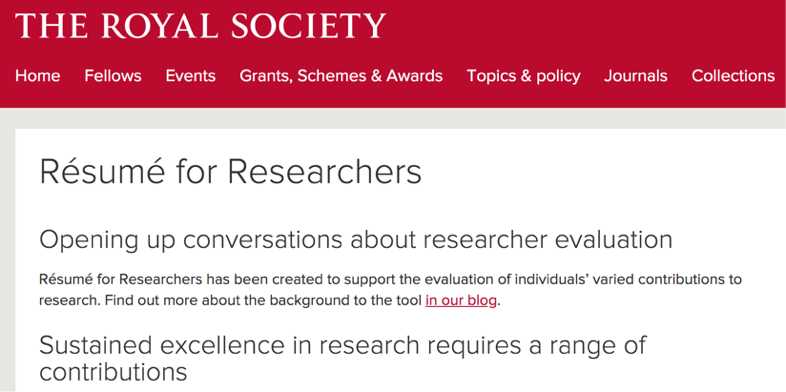 THE ROYAL SOCIETY
Home Fellows Events Grants, Schemes & Awards Topics & policy Journals Collections
Résumé for Researchers
Opening up conversations about researcher evaluation
Résumé for Researchers has been created to support the evaluation of individuals’ varied contributions to
research. Find out more about the background to the tool in our blog.
Sustained excellence in research requires a range of
contributions